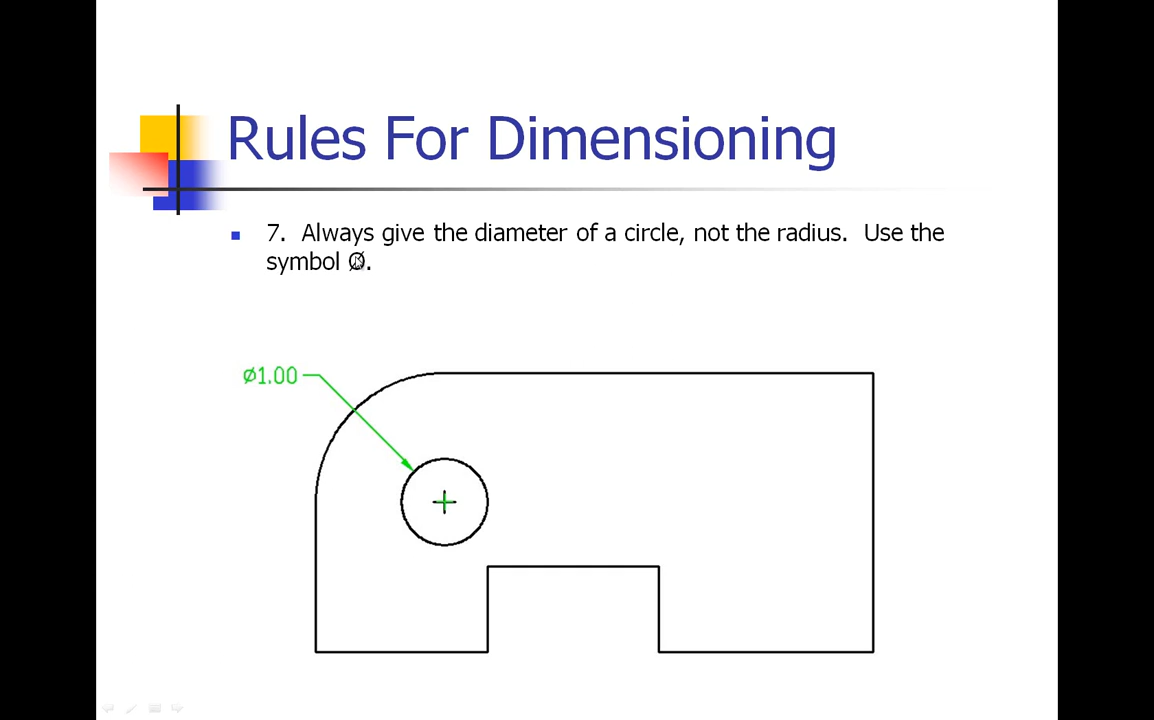 Rules For Dimensioning
7. Always give the diameter of a circle, not the radius. Use the
symbol Ø.
Ø1.00